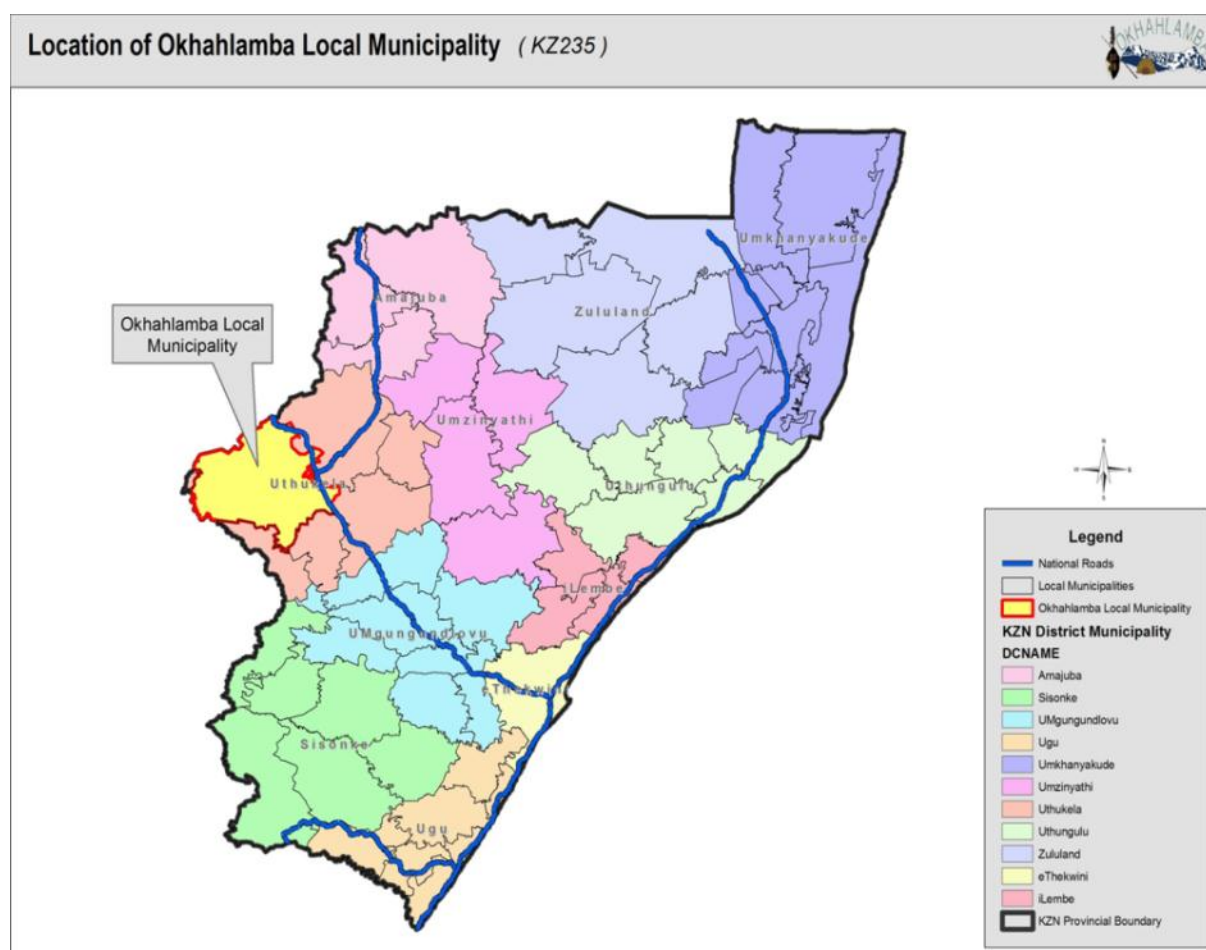 Location of Okhahlamba Local Municipality ( KZ235 )
OKHAHLAMBA
Umkhanyakude
Amajuba
Zululand
Okhahlamba Local
Municipality
Umzinyathi
Uthukela
Uthungulu
iLembe
UMgungundlovu
eThekwini
Sisonke
Ugu
Legend
National Roads
Local Municipalities
Okhahlamba Local Municipality
KZN District Municipality
DCNAME
Amajuba
Sisonke
UMgungundlovu
Ugu
Umkhanyakude
Umzinyathi
Uthukela
Uthungulu
Zululand
eThekwini
iLembe
KZN Provincial Boundary